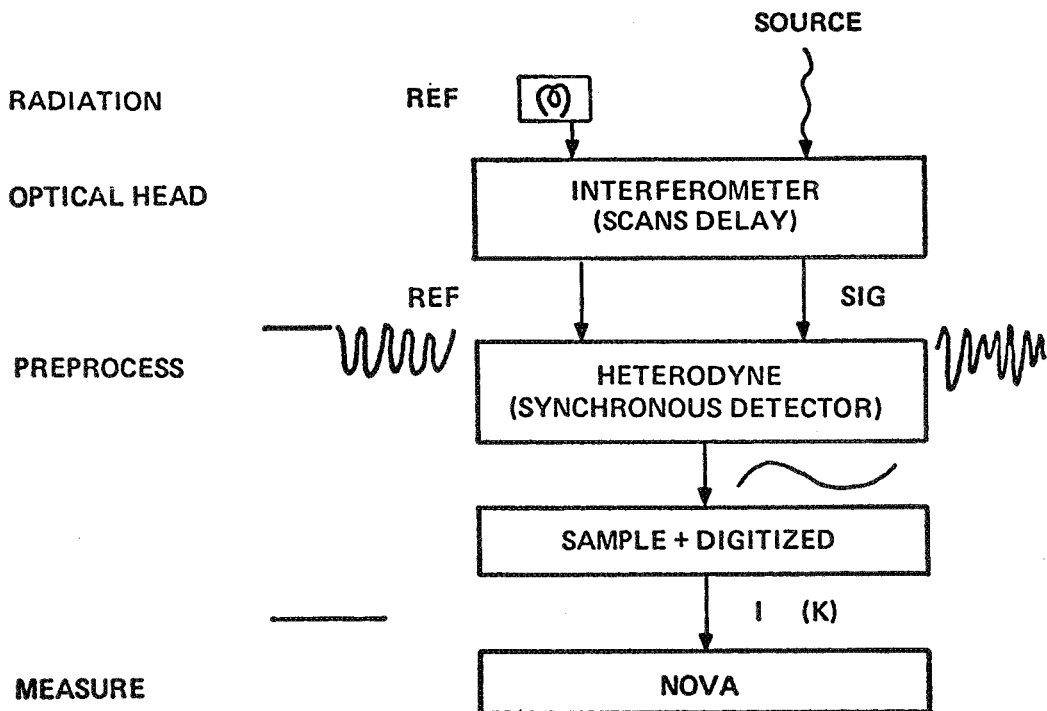 SOURCE
RADIATION
REF
OPTICAL HEAD
INTERFEROMETER
(SCANS DELAY)
REF
SIG
PREPROCESS
HETERODYNE
(SYNCHRONOUS DETECTOR)
SAMPLE + DIGITIZED
I (K)
MEASURE
NOVA